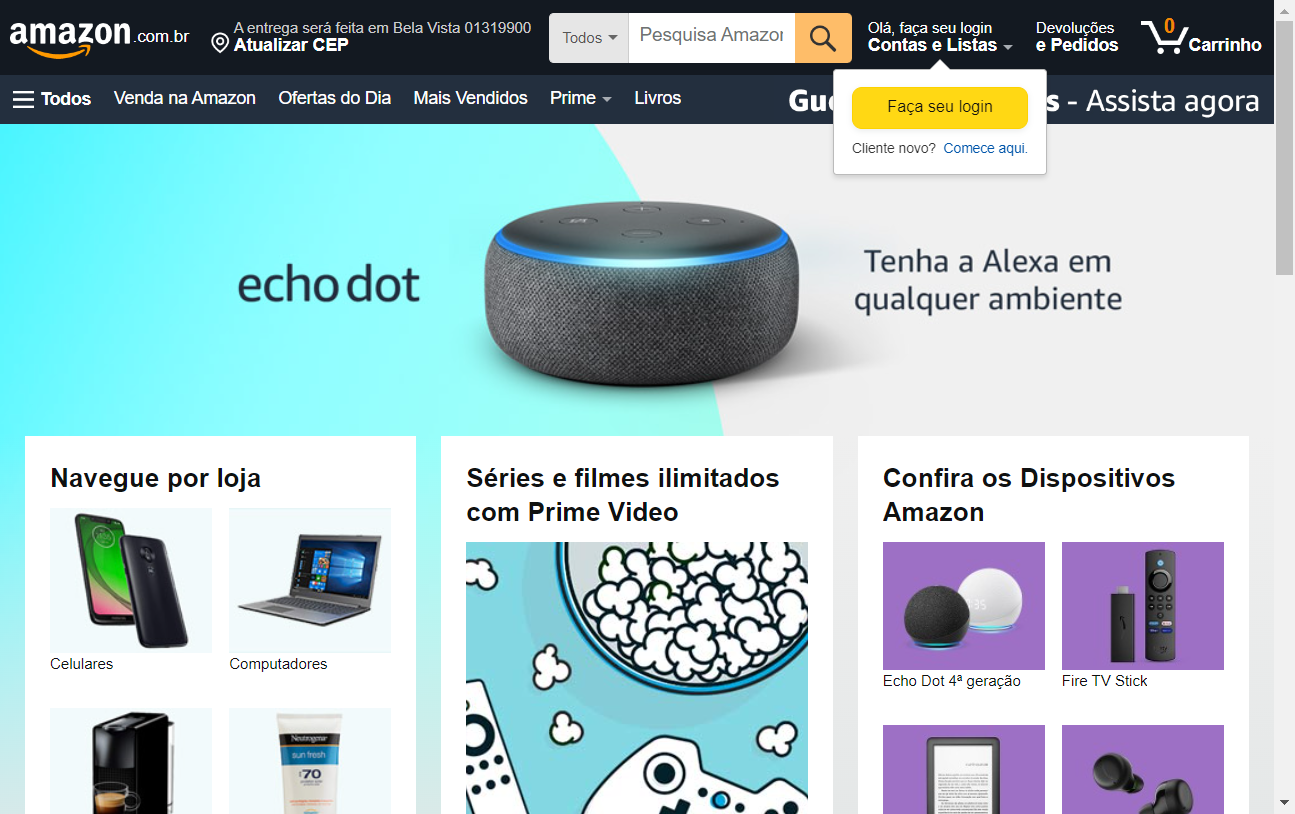 amazon.com.br
A entrega será feita em Bela Vista 01319900
Atualizar CEP
Todos
Pesquisa Amazon
Olá, faça seu login
Contas e Listas
Devoluções
e Pedidos
0
Carrinho
Todos
Venda na Amazon
Ofertas do Dia
Mais Vendidos
Prime
Livros
Gu
s - Assista agora
Faça seu login
Cliente novo? Comece aqui.
echo dot
Tenha a Alexa em
qualquer ambiente
Navegue por loja
Celulares
Computadores
Neutrogena
sun fresh
70
Séries e filmes ilimitados
com Prime Video
Confira os Dispositivos
Amazon
Echo Dot 4ª geração
Fire TV Stick